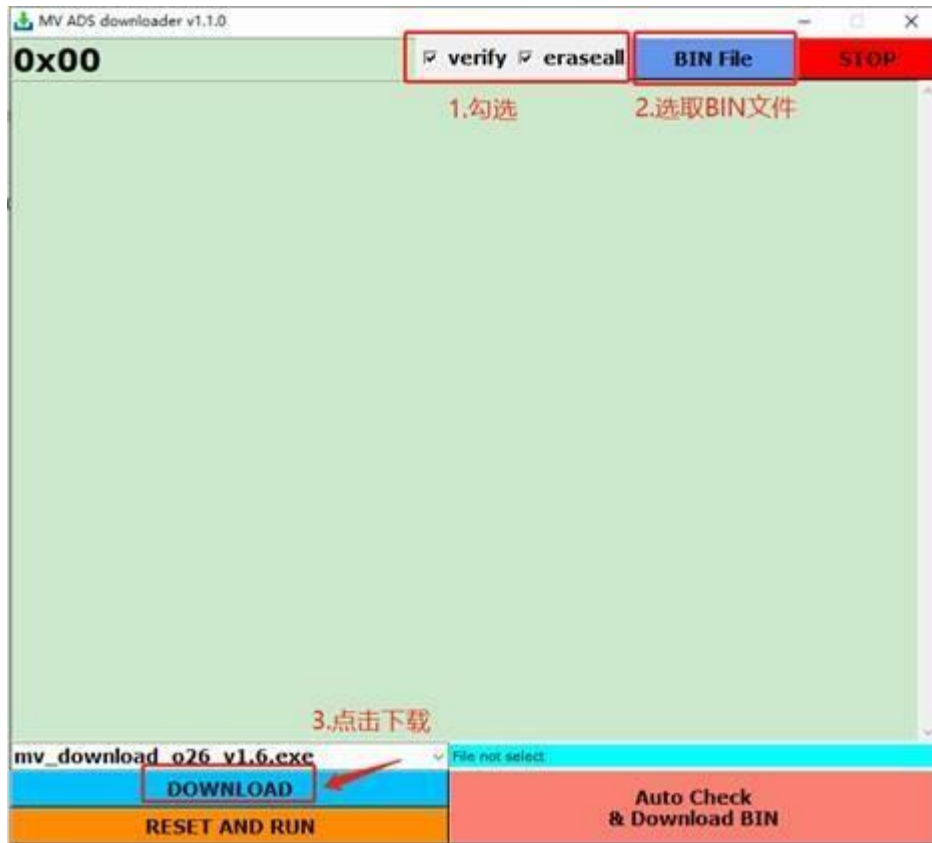 MV ADS downloader v1.1.0
0x00
verify eraseall BIN File STOP
1.勾选 2.选取BIN文件
3.点击下载
mv_download_o26_v1.6.exe File not select
DOWNLOAD
RESET AND RUN
Auto Check
& Download BIN